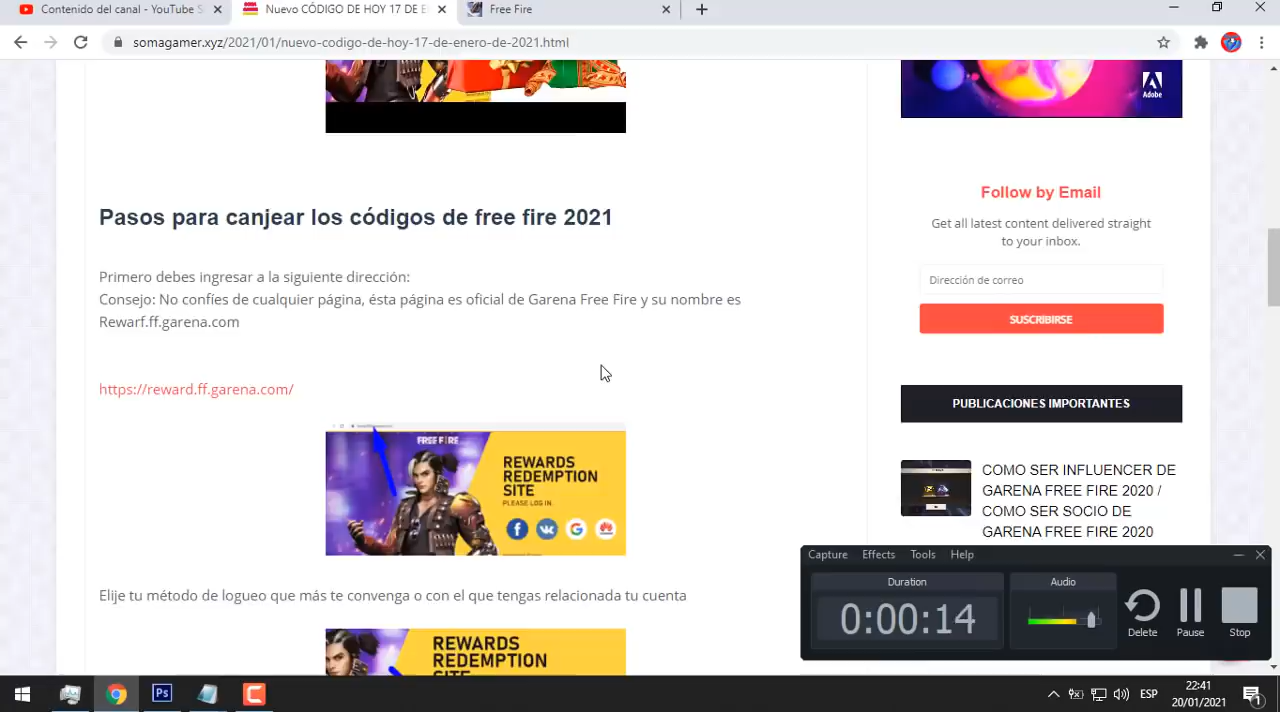 Contenido del canal - YouTube S
Nuevo CÓDIGO DE HOY 17 DE E
Free Fire
somagamer.xyz/2021/01/nuevo-codigo-de-hoy-17-de-enero-de-2021.html
Adobe
Pasos para canjear los códigos de free fire 2021
Primero debes ingresar a la siguiente dirección:
Consejo: No confíes de cualquier página, ésta página es oficial de Garena Free Fire y su nombre es
Rewarf.ff.garena.com
https://reward.ff.garena.com/
FREE FIRE
REWARDS
REDEMPTION
SITE
PLEASE LOG IN.
Elije tu método de logueo que más te convenga o con el que tengas relacionada tu cuenta
REWARDS
REDEMPTION
SITE
Follow by Email
Get all latest content delivered straight
to your inbox.
Dirección de correo
SUSCRIBIRSE
PUBLICACIONES IMPORTANTES
COMO SER INFLUENCER DE
GARENA FREE FIRE 2020 /
COMO SER SOCIO DE
GARENA FREE FIRE 2020
Capture Effects Tools Help
Duration
0:00:14
Audio
Delete
Pause
Stop
Ps
ESP
22:41
20/01/2021
1